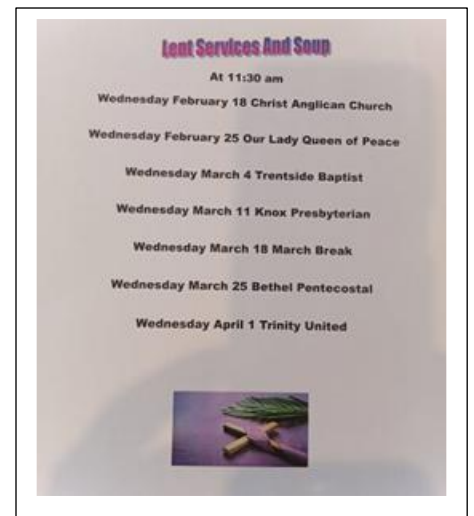 Lent Services And Soup
At 11:30 am
Wednesday February 18 Christ Anglican Church
Wednesday February 25 Our Lady Queen of Peace
Wednesday March 4 Trentside Baptist
Wednesday March 11 Knox Presbyterian
Wednesday March 18 March Break
Wednesday March 25 Bethel Pentecostal
Wednesday April 1 Trinity United